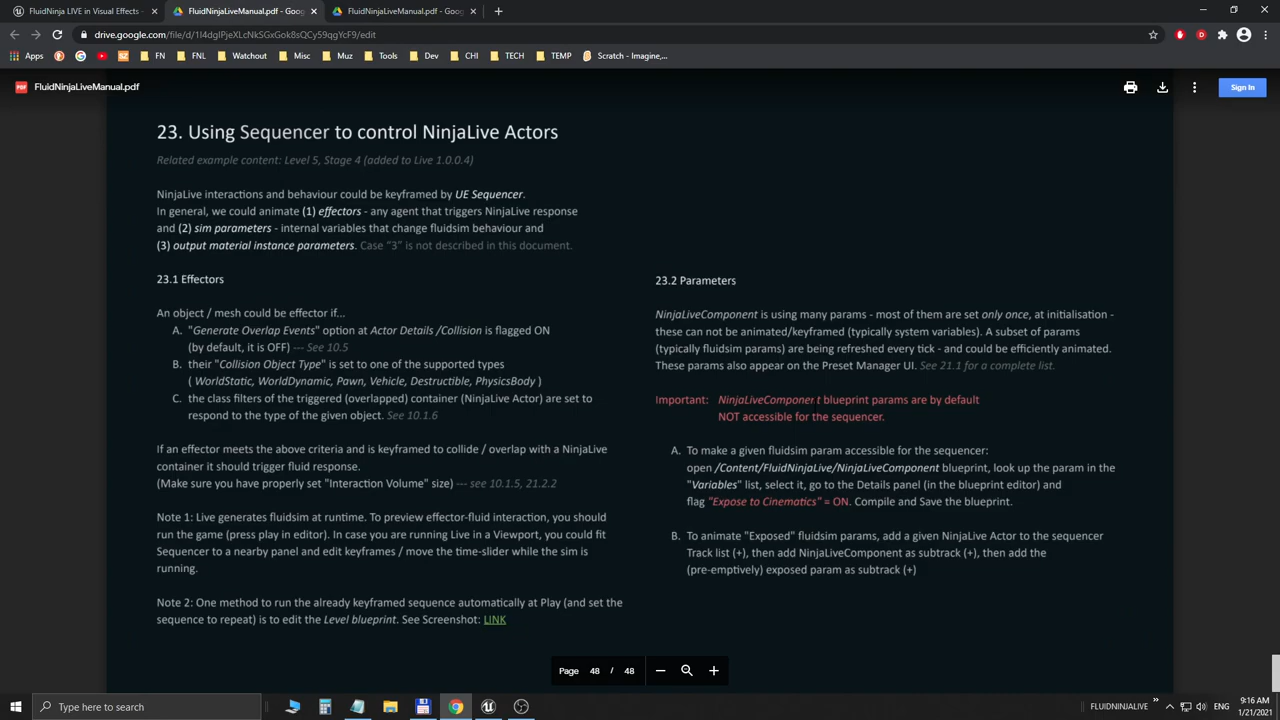 FluidNinja LIVE in Visual Effects -
FluidNinjaLiveManual.pdf - Goog
FluidNinjaLiveManual.pdf - Goog
drive.google.com/file/d/1I4dglPjeXLcNkSGxGok8sQCy59qgYcF9/edit
Apps
FN
FNL
Watchout
Misc
Muz
Tools
Dev
CHI
TECH
TEMP
Scratch - Imagine,...
FluidNinjaLiveManual.pdf
Sign In
23. Using Sequencer to control NinjaLive Actors
Related example content: Level 5, Stage 4 (added to Live 1.0.0.4)
NinjaLive interactions and behaviour could be keyframed by UE Sequencer.
In general, we could animate (1) effectors - any agent that triggers NinjaLive response
and (2) sim parameters - internal variables that change fluidsim behaviour and
(3) output material instance parameters. Case "3" is not described in this document.
23.1 Effectors
An object / mesh could be effector if...
A. "Generate Overlap Events" option at Actor Details /Collision is flagged ON
(by default, it is OFF) --- See 10.5
B. their "Collision Object Type" is set to one of the supported types
( WorldStatic, WorldDynamic, Pawn, Vehicle, Destructible, PhysicsBody )
C. the class filters of the triggered (overlapped) container (NinjaLive Actor) are set to
respond to the type of the given object. See 10.1.6
If an effector meets the above criteria and is keyframed to collide / overlap with a NinjaLive
container it should trigger fluid response.
(Make sure you have properly set "Interaction Volume" size) --- see 10.1.5, 21.2.2
Note 1: Live generates fluidsim at runtime. To preview effector-fluid interaction, you should
run the game (press play in editor). In case you are running Live in a Viewport, you could fit
Sequencer to a nearby panel and edit keyframes / move the time-slider while the sim is
running.
Note 2: One method to run the already keyframed sequence automatically at Play (and set the
sequence to repeat) is to edit the Level blueprint. See Screenshot: LINK
23.2 Parameters
NinjaLiveComponent is using many params - most of them are set only once, at initialisation -
these can not be animated/keyframed (typically system variables). A subset of params
(typically fluidsim params) are being refreshed every tick - and could be efficiently animated.
These params also appear on the Preset Manager UI. See 21.1 for a complete list.
Important: NinjaLiveComponent blueprint params are by default
NOT accessible for the sequencer.
A. To make a given fluidsim param accessible for the sequencer:
open /Content/FluidNinjaLive/NinjaLiveComponent blueprint, look up the param in the
"Variables" list, select it, go to the Details panel (in the blueprint editor) and
flag "Expose to Cinematics" = ON. Compile and Save the blueprint.
B. To animate "Exposed" fluidsim params, add a given NinjaLive Actor to the sequencer
Track list (+), then add NinjaLiveComponent as subtrack (+), then add the
(pre-emptively) exposed param as subtrack (+)
Page 48 / 48
Type here to search
FLUIDNINJALIVE
9:16 AM
1/21/2021